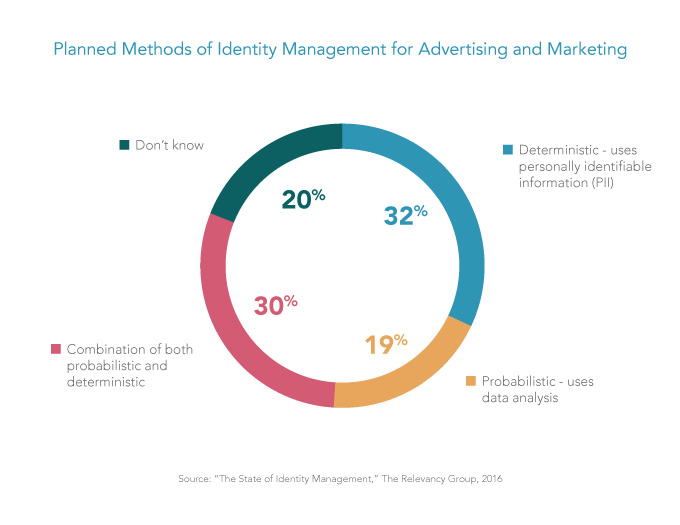 Planned Methods of Identity Management for Advertising and Marketing
Don't know
Deterministic - uses
personally identifiable
information (PII)
20%
32%
30%
19%
Combination of both
probabilistic and
deterministic
Probabilistic - uses
data analysis
Source: "The State of Identity Management," The Relevancy Group, 2016